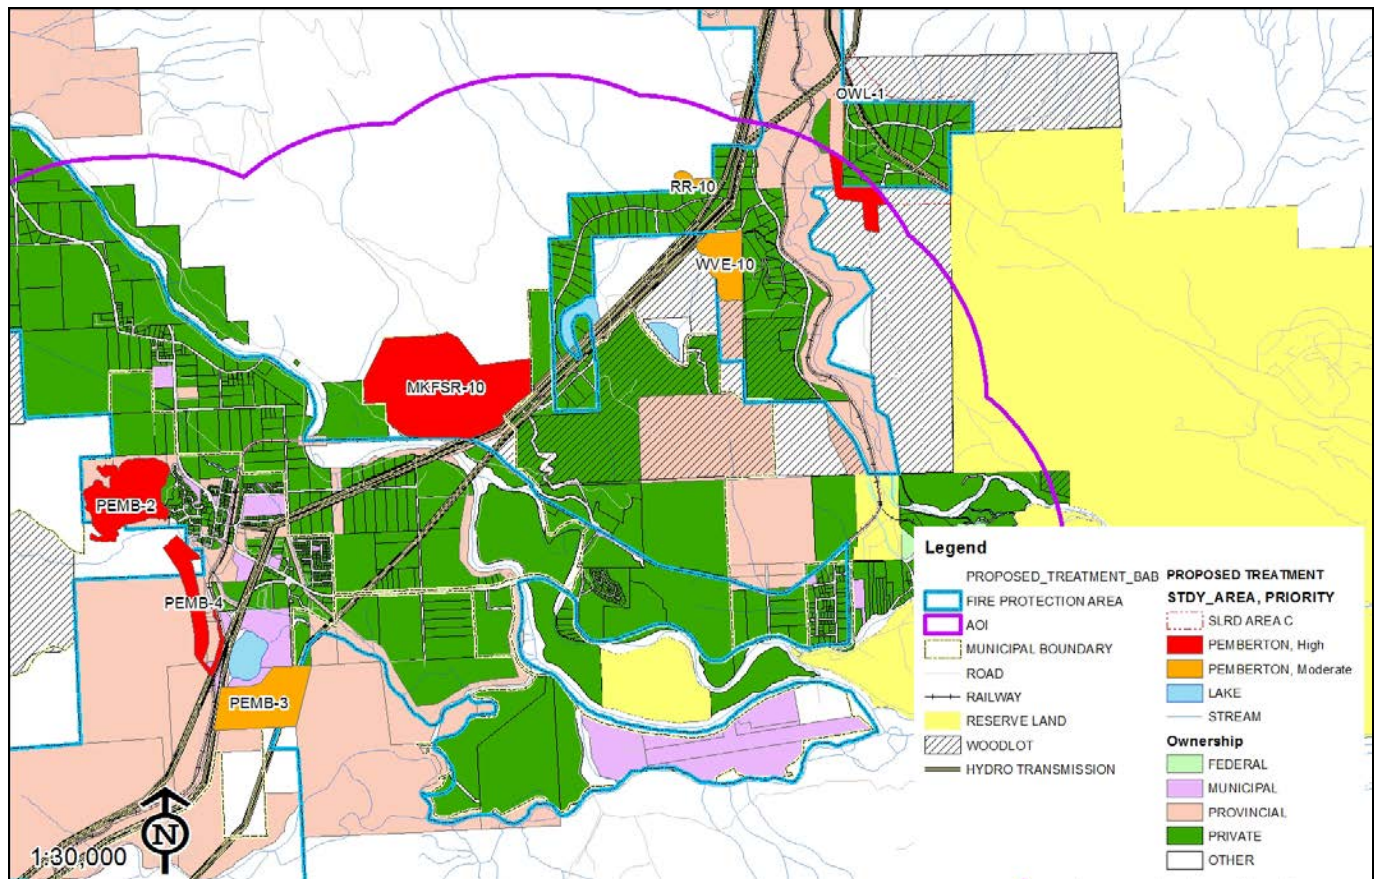 OWL-1
RR-10
WVE-10
MKFSR-10
PEMB-2
PEMB-4
PEMB-3
1:30,000
N
Legend
PROPOSED_TREATMENT_BAB
FIRE PROTECTION AREA
AOI
MUNICIPAL BOUNDARY
ROAD
RAILWAY
RESERVE LAND
WOODLOT
HYDRO TRANSMISSION
PROPOSED TREATMENT
STDY_AREA, PRIORITY
SLRD AREA C
PEMBERTON, High
PEMBERTON, Moderate
LAKE
STREAM
Ownership
FEDERAL
MUNICIPAL
PROVINCIAL
PRIVATE
OTHER